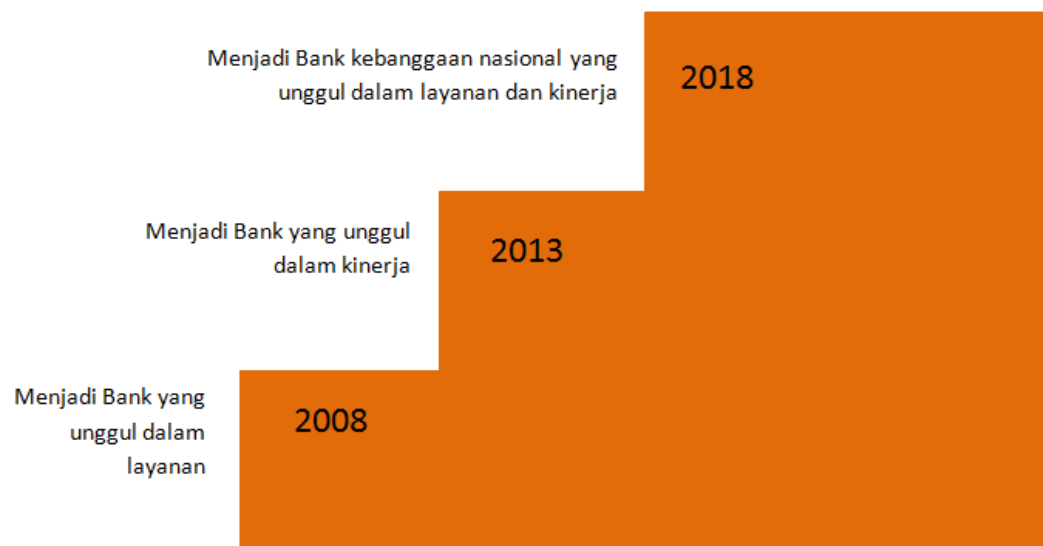 Menjadi Bank kebanggaan nasional yang
unggul dalam layanan dan kinerja
2018
Menjadi Bank yang unggul
dalam kinerja
2013
Menjadi Bank yang
unggul dalam
layanan
2008